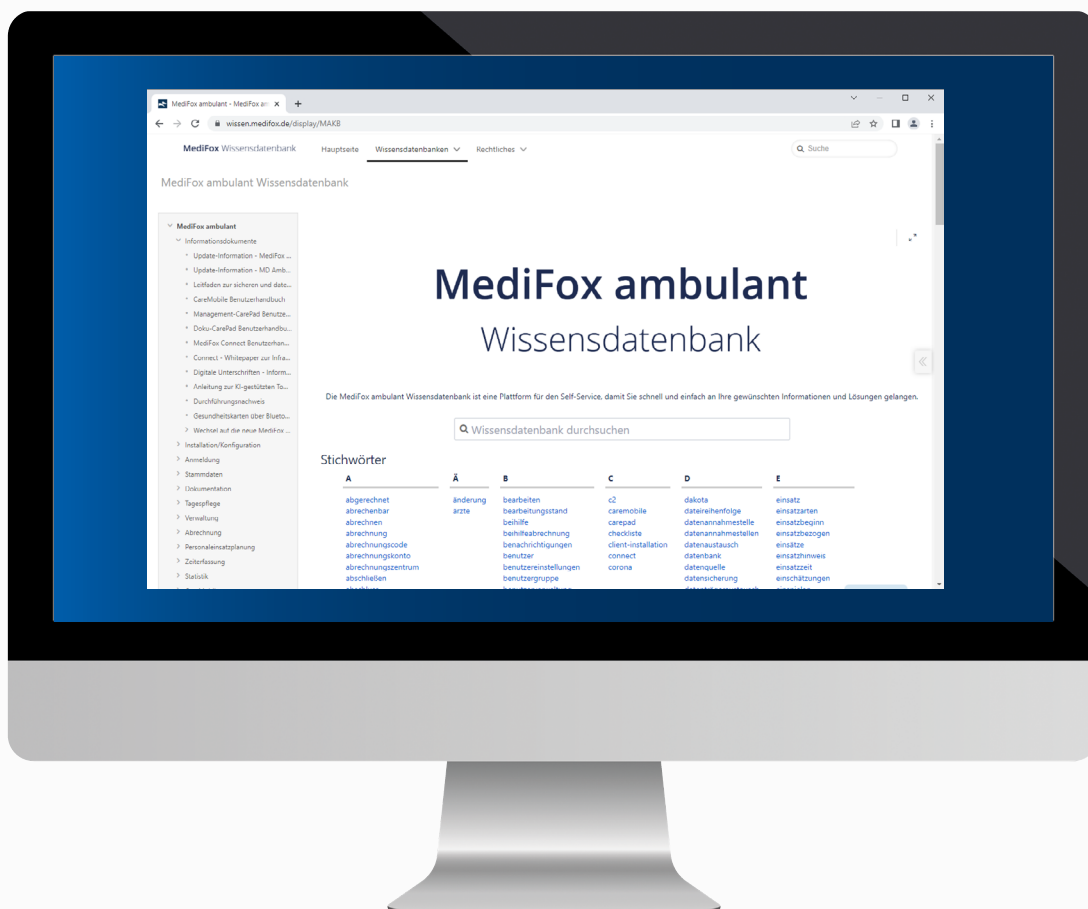 MediFox ambulant - MediFox am
wissen.medifox.de/display/MAKB
MediFox Wissensdatenbank Hauptseite Wissensdatenbanken Rechtliches Suche
MediFox ambulant Wissensdatenbank
MediFox ambulant
Informationsdokumente
Update-Information - MediFox ...
Update-Information - MD Amb...
Leitfaden zur sicheren und date...
CareMobile Benutzerhandbuch
Management-CarePad Benutze...
Doku-CarePad Benutzerhandbu...
MediFox Connect Benutzerhan...
Connect - Whitepaper zur Infra...
Digitale Unterschriften - Inform...
Anleitung zur KI-gestützten To...
Durchführungsnachweis
Gesundheitskarten über Blueto...
Wechsel auf die neue MediFox ...
Installation/Konfiguration
Anmeldung
Stammdaten
Dokumentation
Tagespflege
Verwaltung
Abrechnung
Personaleinsatzplanung
Zeiterfassung
Statistik
MediFox ambulant
Wissensdatenbank
Die MediFox ambulant Wissensdatenbank ist eine Plattform für den Self-Service, damit Sie schnell und einfach an Ihre gewünschten Informationen und Lösungen gelangen.
Wissensdatenbank durchsuchen
Stichwörter
A
abgerechnet
abrechenbar
abrechnen
abrechnung
abrechnungscode
abrechnungskonto
abrechnungszentrum
abschließen
Ä
änderung
arzte
B
bearbeiten
bearbeitungsstand
beihilfe
beihilfeabrechnung
benachrichtigungen
benutzer
benutzereinstellungen
benutzergruppe
C
c2
caremobile
carepad
checkliste
client-installation
connect
corona
D
dakota
dateireihenfolge
datenannahmestelle
datenannahmestellen
datenaustausch
datenbank
datenquelle
datensicherung
E
einsatz
einsatzarten
einsatzbeginn
einsatzbezogen
einsätze
einsatzhinweis
einsatzzeit
einschätzungen